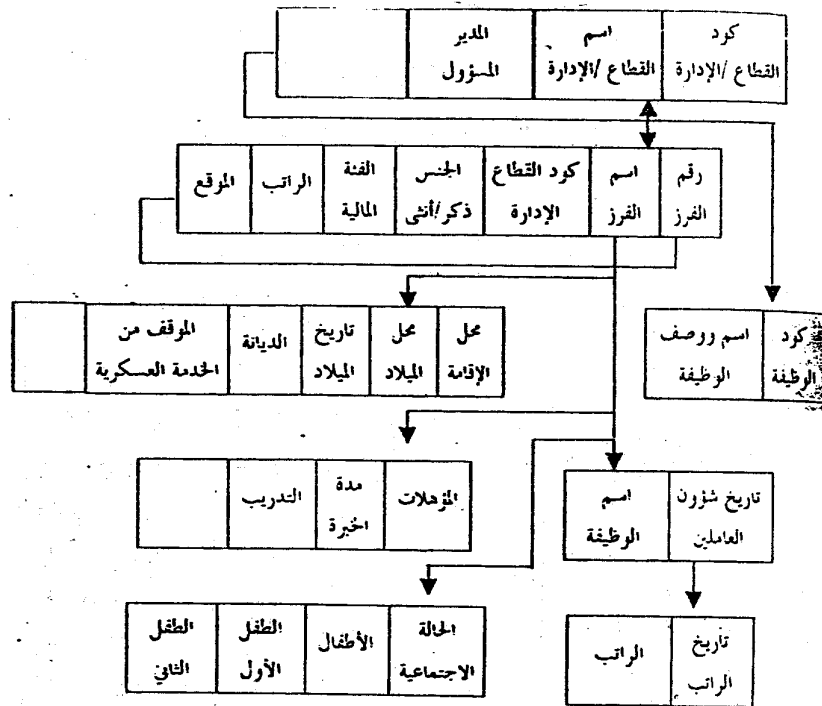 كود القطاع /الإدارة
اسم القطاع /الإدارة
المدير المسؤول
رقم الفرز
اسم الفرز
كود القطاع الإدارة
الجنس ذكر/أنثى
الفئة المالية
الراتب
الموقع
محل الإقامة
محل الميلاد
تاريخ الميلاد
الديانة
الموقف من الخدمة العسكرية
كود الوظيفة
اسم ووصف الوظيفة
المؤهلات
مدة الخبرة
التدريب
تاريخ شؤون العاملين
اسم الوظيفة
الحالة الاجتماعية
الأطفال
الطفل الأول
الطفل الثاني
تاريخ الراتب
الراتب